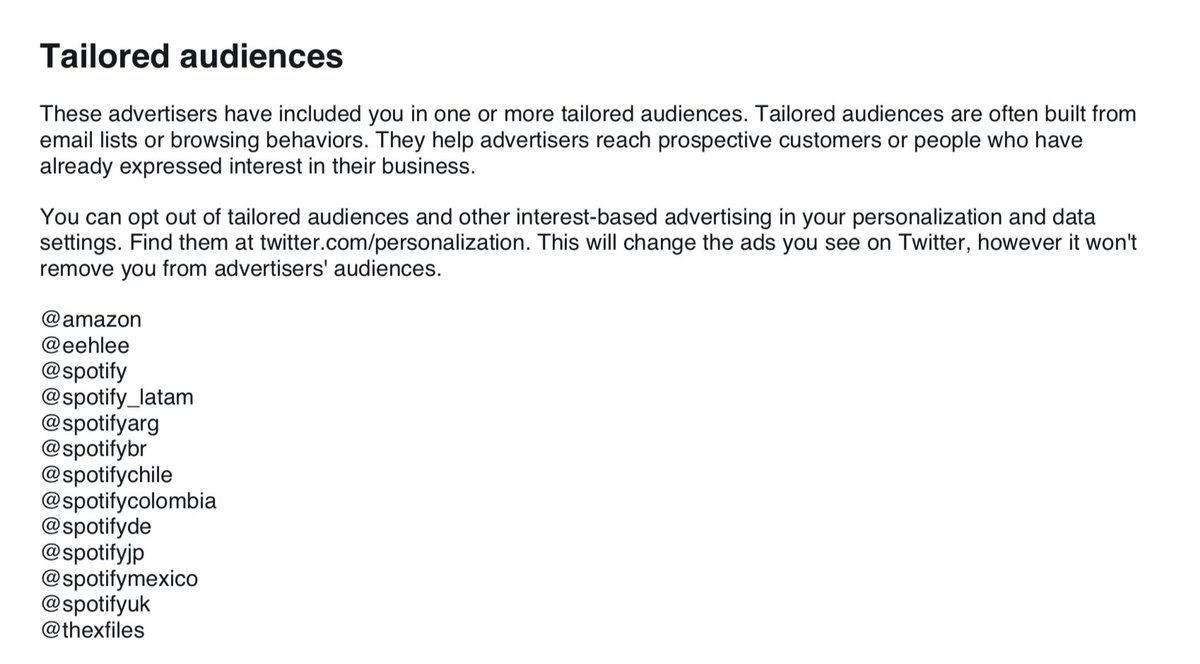 Tailored audiences
These advertisers have included you in one or more tailored audiences. Tailored audiences are often built from
email lists or browsing behaviors. They help advertisers reach prospective customers or people who have
already expressed interest in their business.
You can opt out of tailored audiences and other interest-based advertising in your personalization and data
settings. Find them at twitter.com/personalization. This will change the ads you see on Twitter, however it won't
remove you from advertisers' audiences.
@amazon
@eehlee
@spotify
@spotify_latam
@spotifyarg
@spotifybr
@spotifychile
@spotifycolombia
@spotifyde
@spotifyjp
@spotifymexico
@spotifyuk
@thexfiles